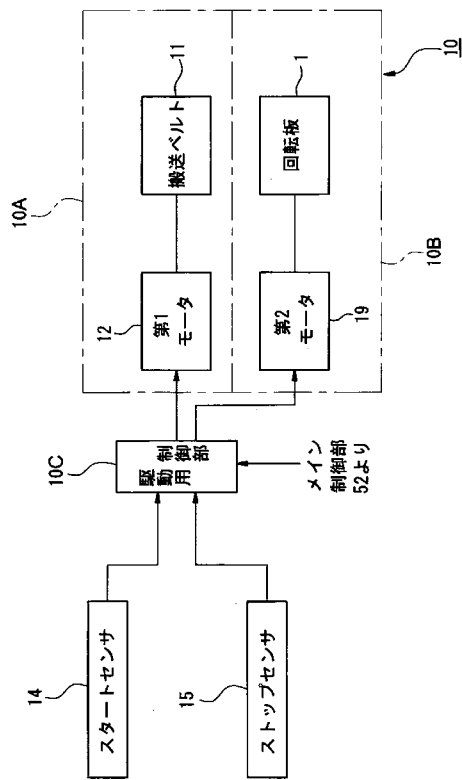 10A
10
12
第1
モータ
11
搬送ベルト
第2
モータ
19
1
回転板
10B
10C
駆動用
制御部
メイン
制御部
52より
14
スタートセンサ
15
ストップセンサ